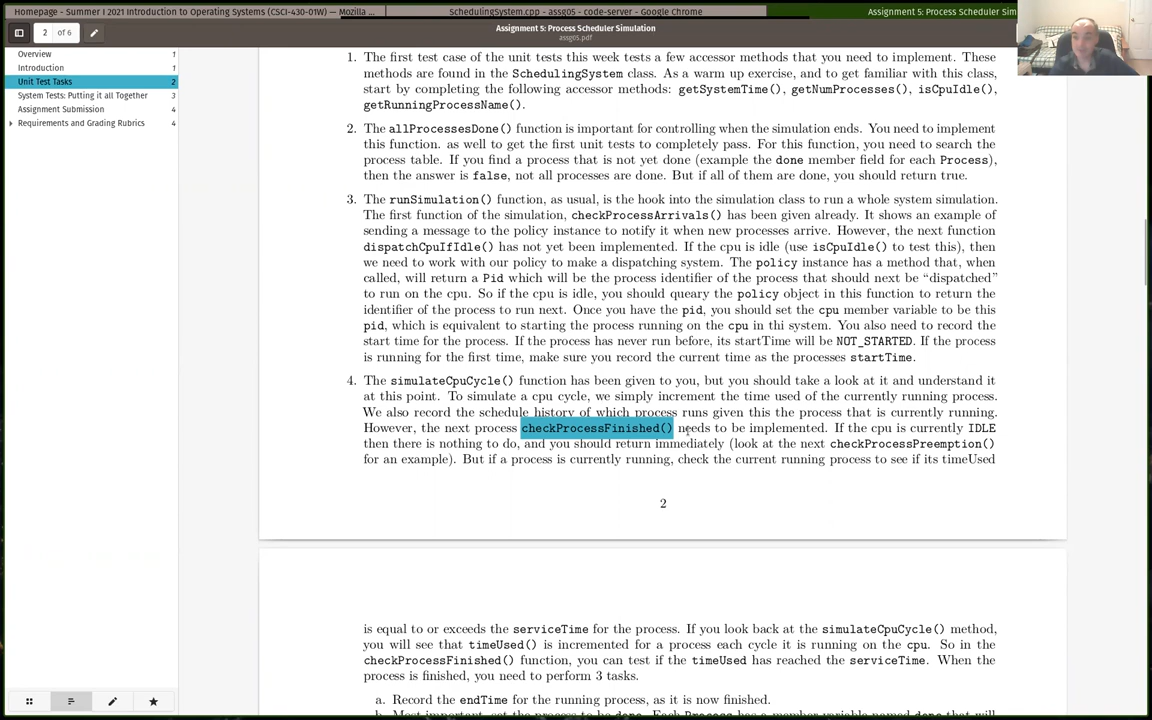 Homepage - Summer I 2021 Introduction to Operating Systems (CSCI-430-01W) — Mozilla ...
SchedulingSystem.cpp - assg05 - code-server - Google Chrome
Assignment 5: Process Scheduler Sim
2 of 6
Assignment 5: Process Scheduler Simulation
assg05.pdf
Overview 1
Introduction 1
Unit Test Tasks 2
System Tests: Putting it all Together 3
Assignment Submission 4
Requirements and Grading Rubrics 4
1. The first test case of the unit tests this week tests a few accessor methods that you need to implement. These
methods are found in the SchedulingSystem class. As a warm up exercise, and to get familiar with this class,
start by completing the following accessor methods: getSystemTime(), getNumProcesses(), isCpuIdle(),
getRunningProcessName().
2. The allProcessesDone() function is important for controlling when the simulation ends. You need to implement
this function. as well to get the first unit tests to completely pass. For this function, you need to search the
process table. If you find a process that is not yet done (example the done member field for each Process),
then the answer is false, not all processes are done. But if all of them are done, you should return true.
3. The runSimulation() function, as usual, is the hook into the simulation class to run a whole system simulation.
The first function of the simulation, checkProcessArrivals() has been given already. It shows an example of
sending a message to the policy instance to notify it when new processes arrive. However, the next function
dispatchCpuIfIdle() has not yet been implemented. If the cpu is idle (use isCpuIdle() to test this), then
we need to work with our policy to make a dispatching system. The policy instance has a method that, when
called, will return a Pid which will be the process identifier of the process that should next be “dispatched”
to run on the cpu. So if the cpu is idle, you should queary the policy object in this function to return the
identifier of the process to run next. Once you have the pid, you should set the cpu member variable to be this
pid, which is equivalent to starting the process running on the cpu in thi system. You also need to record the
start time for the process. If the process has never run before, its startTime will be NOT_STARTED. If the process
is running for the first time, make sure you record the current time as the processes startTime.
4. The simulateCpuCycle() function has been given to you, but you should take a look at it and understand it
at this point. To simulate a cpu cycle, we simply increment the time used of the currently running process.
We also record the schedule history of which process runs given this the process that is currently running.
However, the next process checkProcessFinished() needs to be implemented. If the cpu is currently IDLE
then there is nothing to do, and you should return immediately (look at the next checkProcessPreemption()
for an example). But if a process is currently running, check the current running process to see if its timeUsed
2
is equal to or exceeds the serviceTime for the process. If you look back at the simulateCpuCycle() method,
you will see that timeUsed() is incremented for a process each cycle it is running on the cpu. So in the
checkProcessFinished() function, you can test if the timeUsed has reached the serviceTime. When the
process is finished, you need to perform 3 tasks.
a. Record the endTime for the running process, as it is now finished.
b. Most important, set the process to be done. Each Process has a member variable named done that will